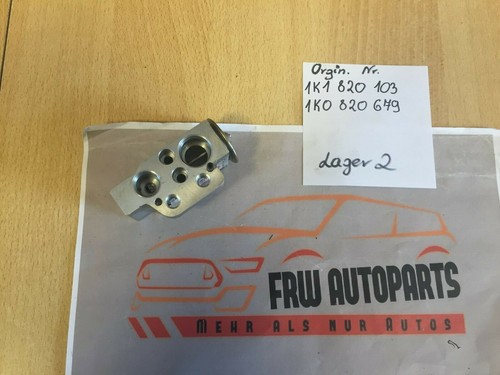 Orgin. Nr.
1K1 820 103
1K0 820 679
Lager 2
FRW AUTOPARTS
MEHR ALS NUR AUTOS